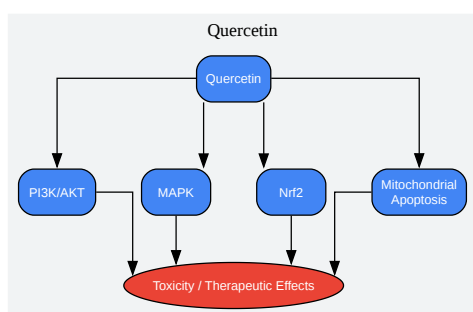 Quercetin
Quercetin
PI3K/AKT
MAPK
Nrf2
Mitochondrial
Apoptosis
Toxicity / Therapeutic Effects